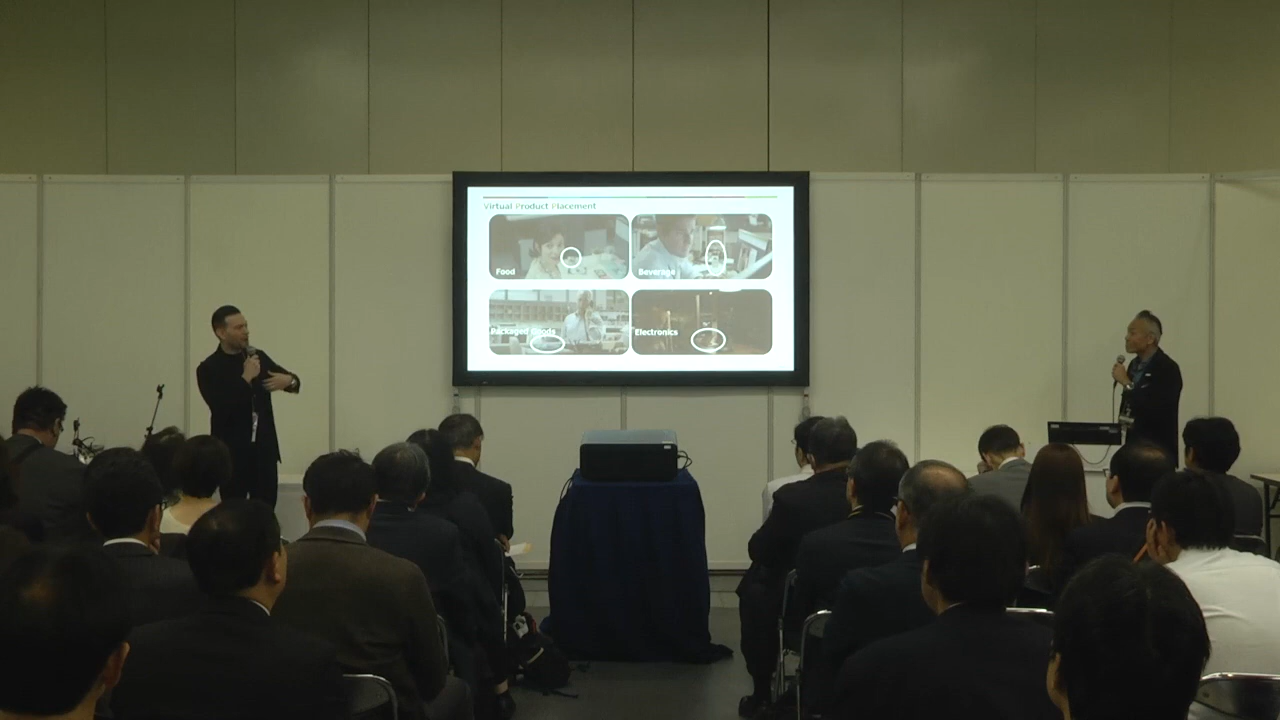 Virtual Product Placement
Food
Beverage
Packaged Goods
Electronics